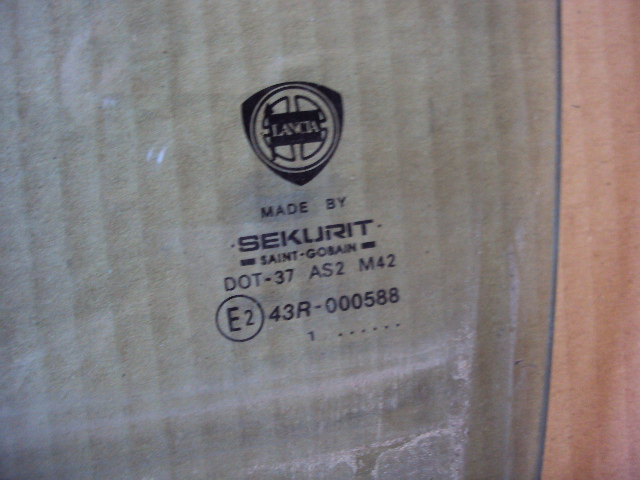 LANCIA
MADE BY
·SEKURIT·
SAINT-GOBAIN
DOT-37 AS2 M42
E2 43R-000588
1 .......